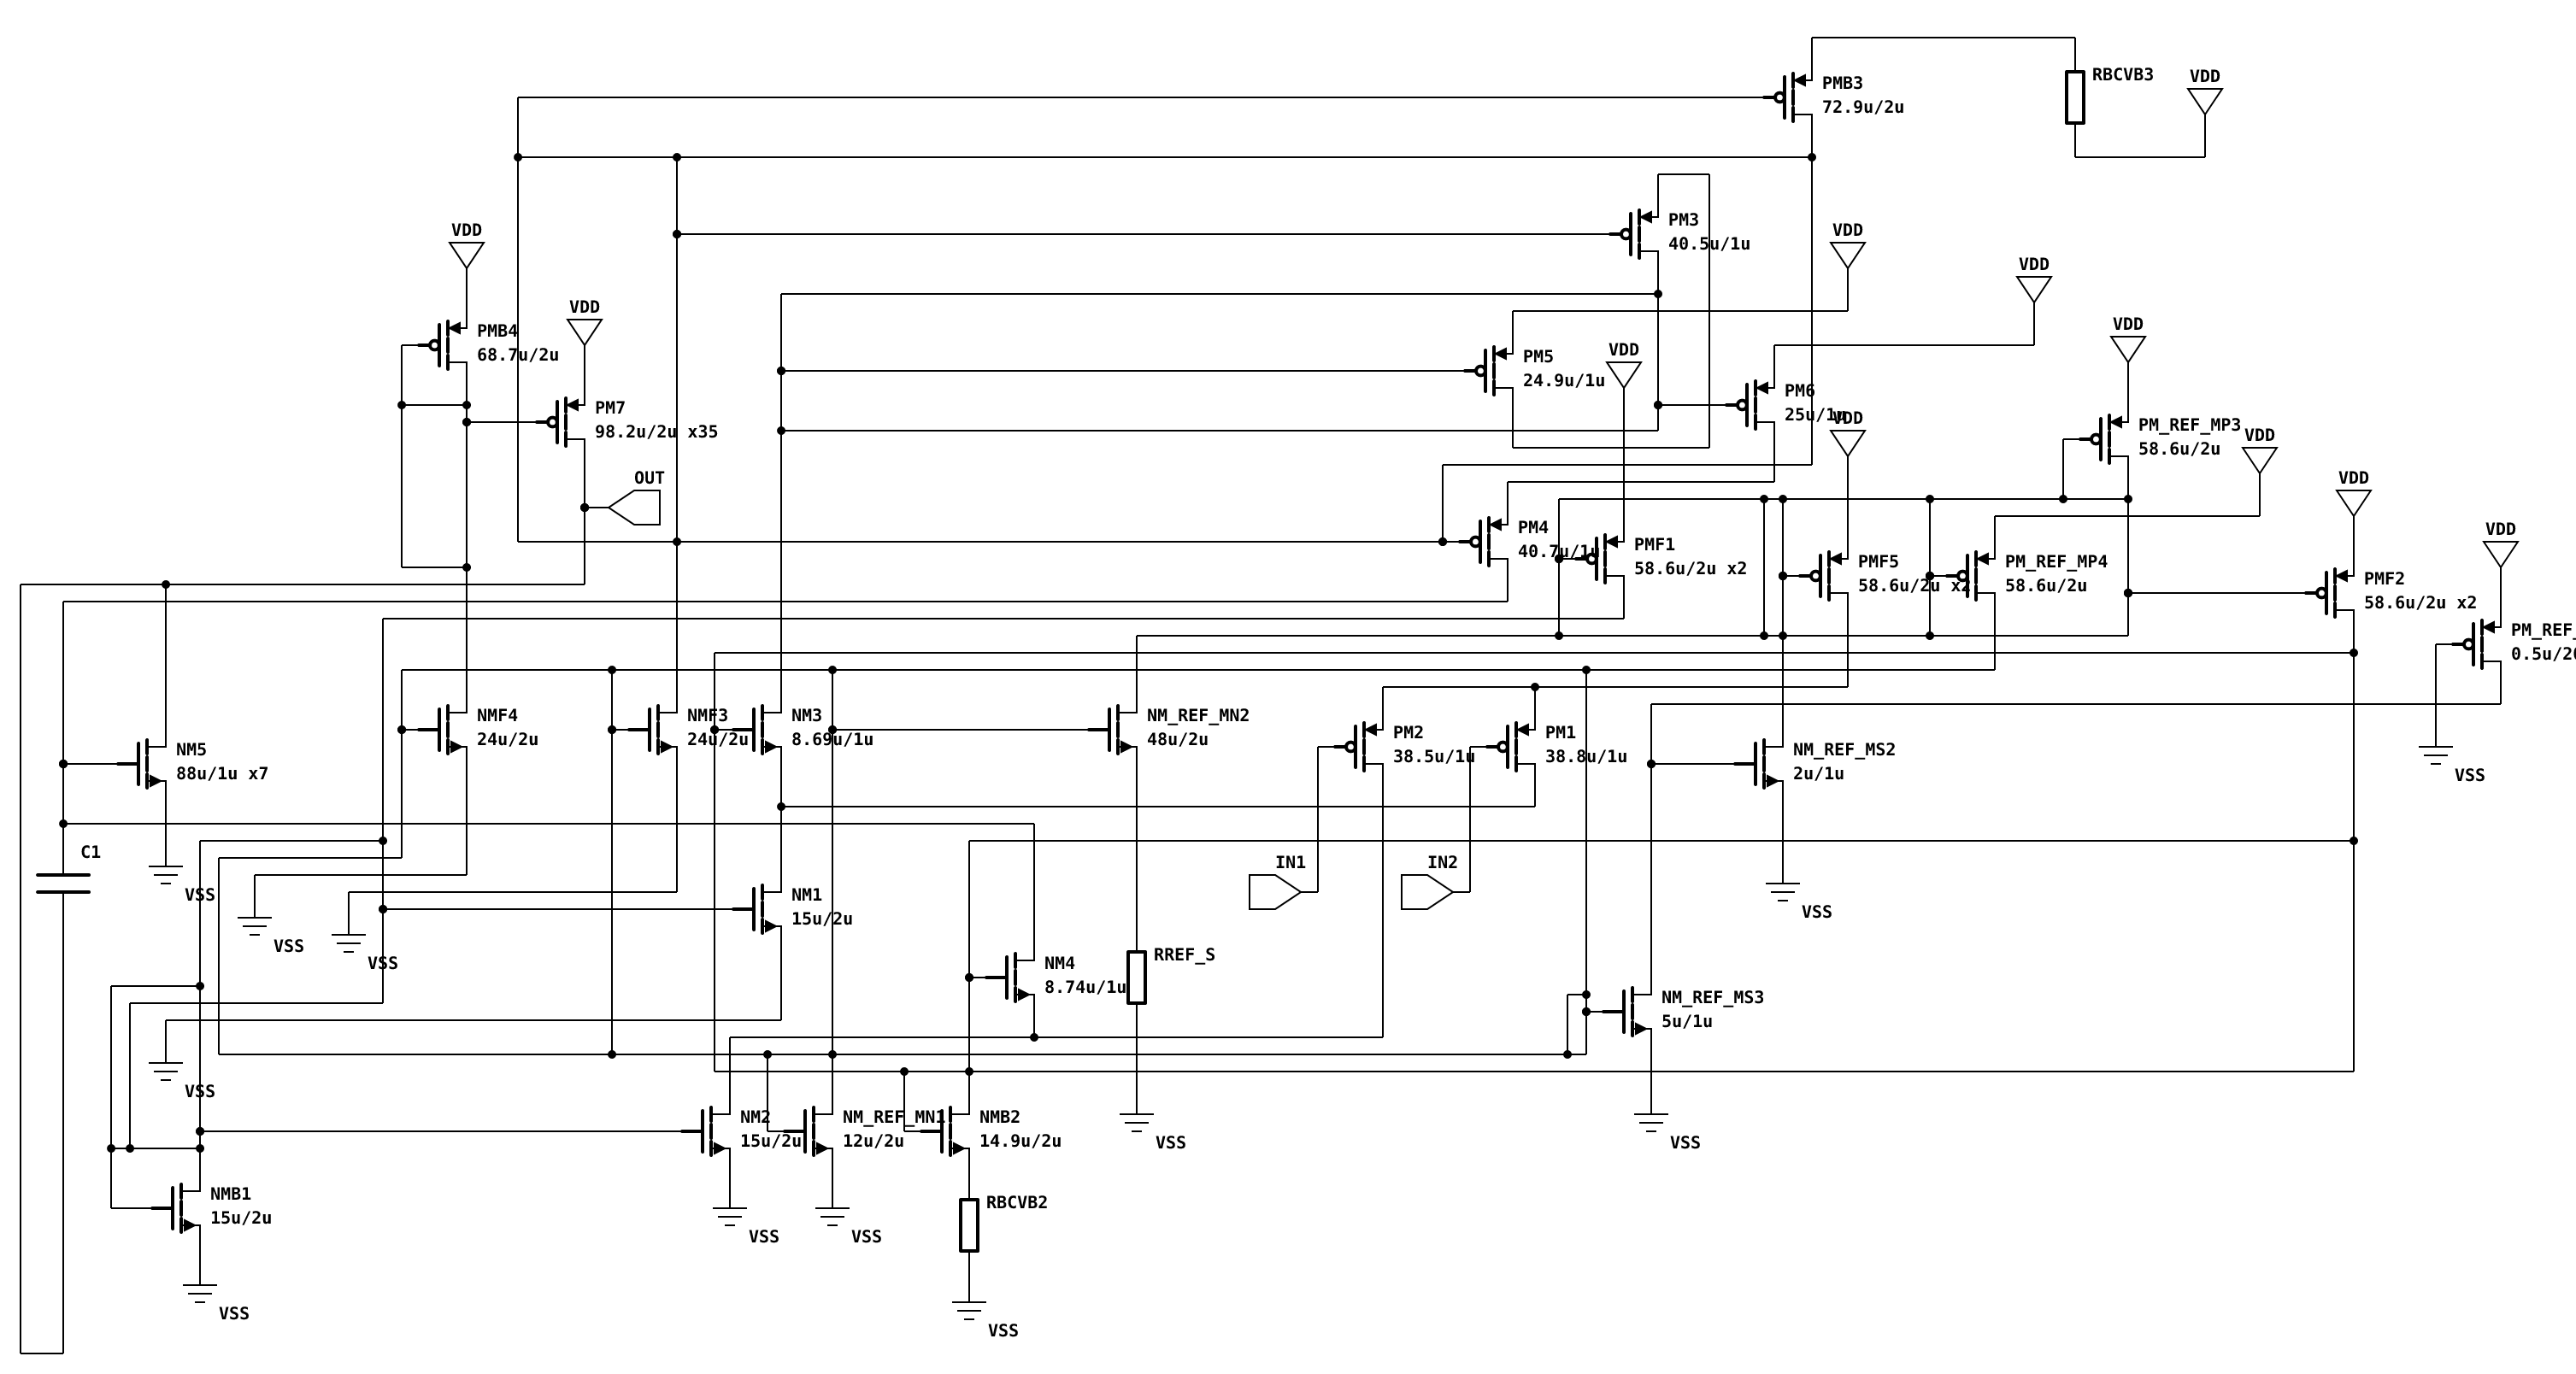 RBCVB3
VDD
PMB3
72.9u/2u
PM3
40.5u/1u
VDD
VDD
VDD
VDD
PMB4
68.7u/2u
VDD
VDD
PM5
24.9u/1u
VDD
PM6
25u/1u
PM7
98.2u/2u x35
VDD
PM_REF_MP3
58.6u/2u
VDD
OUT
VDD
PM4
40.7u/1u
PMF1
58.6u/2u x2
VDD
PMF5
58.6u/2u x2
PM_REF_MP4
58.6u/2u
PMF2
58.6u/2u x2
PM_REF_
NMF4
24u/2u
NMF3
24u/2u
NM3
8.69u/1u
NM_REF_MN2
48u/2u
PM2
38.5u/1u
PM1
38.8u/1u
NM5
88u/1u x7
NM_REF_MS2
2u/1u
VSS
C1
IN1
IN2
VSS
NM1
15u/2u
VSS
VSS
VSS
NM4
8.74u/1u
RREF_S
NM_REF_MS3
5u/1u
VSS
NM2
15u/2u
NM_REF_MN1
12u/2u
NMB2
14.9u/2u
VSS
VSS
NMB1
15u/2u
RBCVB2
VSS
VSS
VSS
VSS